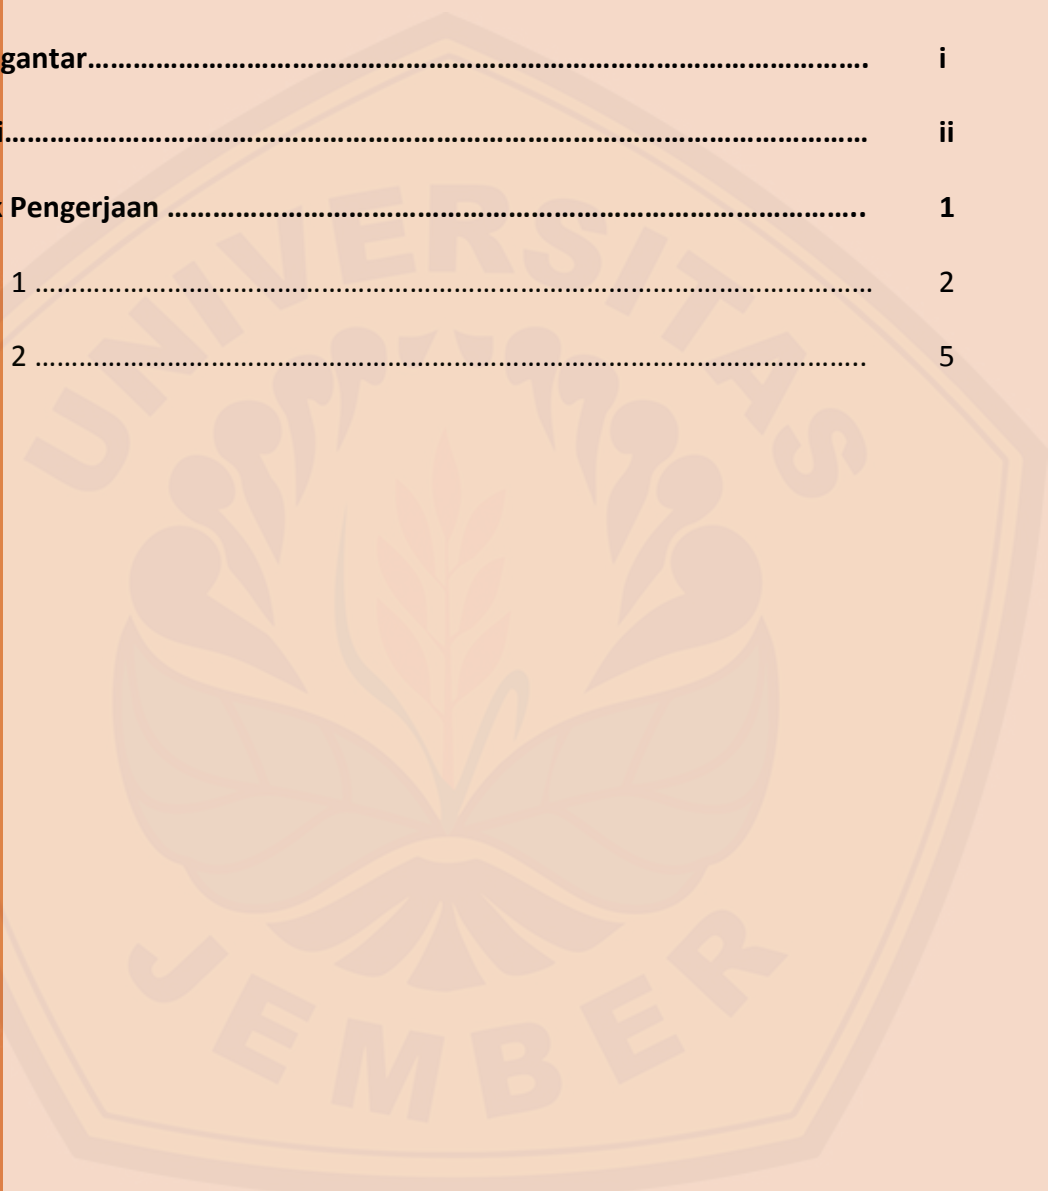 gantar.................................................................................................. i
i............................................................................................................. ii
Pengerjaan ........................................................................................ 1
1 ............................................................................................................ 2
2 ............................................................................................................ 5
UNIVERSITAS
JEMBER